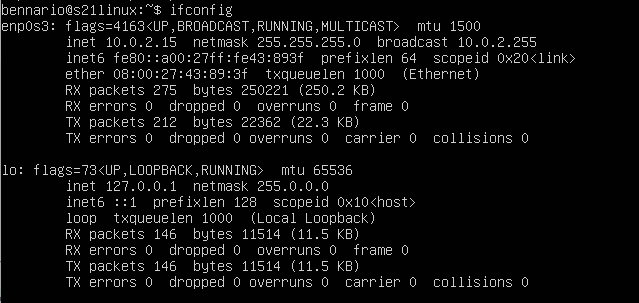 bennario@s21linux:~$ ifconfig
enp0s3: flags=4163<UP,BROADCAST,RUNNING,MULTICAST>  mtu 1500
        inet 10.0.2.15  netmask 255.255.255.0  broadcast 10.0.2.255
        inet6 fe80::a00:27ff:fe43:893f  prefixlen 64  scopeid 0x20<link>
        ether 08:00:27:43:89:3f  txqueuelen 1000  (Ethernet)
        RX packets 275  bytes 250221 (250.2 KB)
        RX errors 0  dropped 0  overruns 0  frame 0
        TX packets 212  bytes 22362 (22.3 KB)
        TX errors 0  dropped 0 overruns 0  carrier 0  collisions 0

lo: flags=73<UP,LOOPBACK,RUNNING>  mtu 65536
        inet 127.0.0.1  netmask 255.0.0.0
        inet6 ::1  prefixlen 128  scopeid 0x10<host>
        loop  txqueuelen 1000  (Local Loopback)
        RX packets 146  bytes 11514 (11.5 KB)
        RX errors 0  dropped 0  overruns 0  frame 0
        TX packets 146  bytes 11514 (11.5 KB)
        TX errors 0  dropped 0 overruns 0  carrier 0  collisions 0